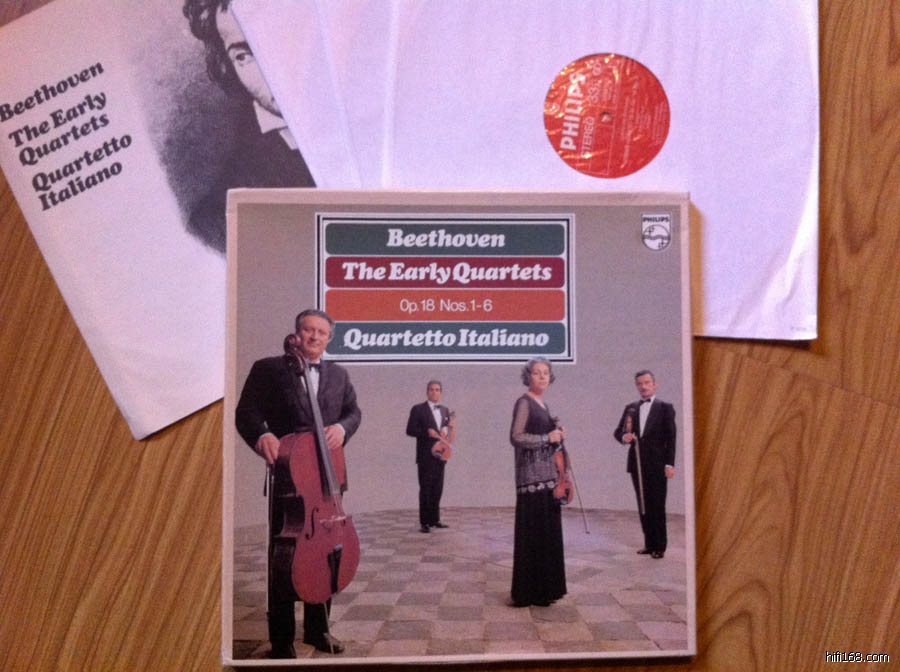 Beethoven
The Early
Quartets
Quartetto
Italiano
PHILIPS
STEREO
33
Beethoven
The Early Quartets
Op. 18 Nos. 1-6
Quartetto Italiano
PHILIPS
hifi168.com